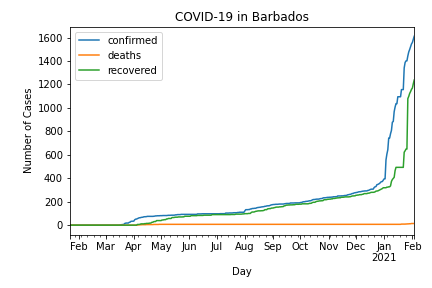 COVID-19 in Barbados
confirmed
deaths
recovered
Number of Cases
1600
1400
1200
1000
800
600
400
200
0
Feb Mar Apr May Jun Jul Aug Sep Oct Nov Dec Jan Feb
2021
Day